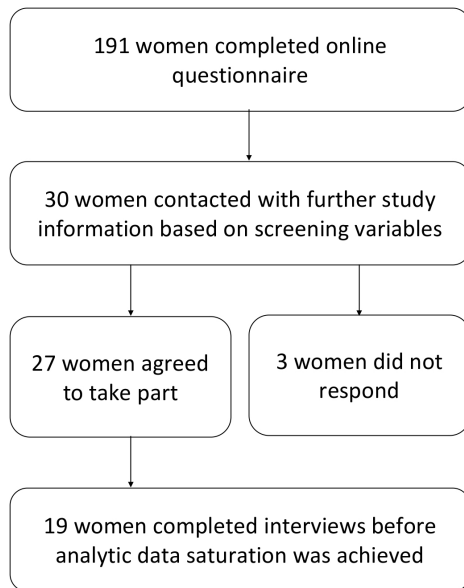 191 women completed online
questionnaire
30 women contacted with further study
information based on screening variables
27 women agreed
to take part
3 women did not
respond
19 women completed interviews before
analytic data saturation was achieved